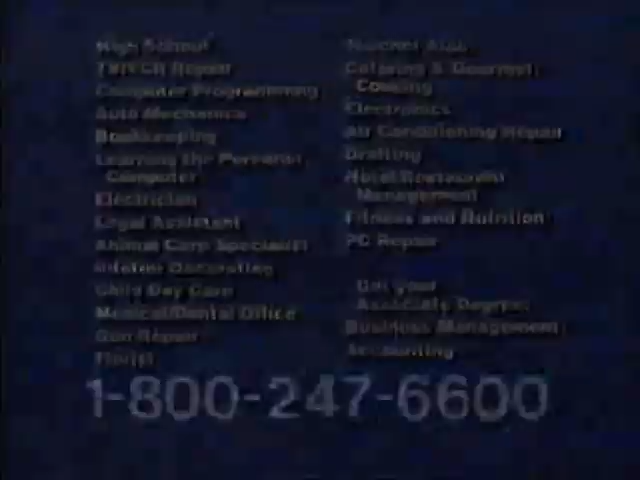 High School
TV/VCR Repair
Computer Programming
Auto Mechanics
Bookkeeping
Learning the Personal
Computer
Electrician
Legal Assistant
Animal Care Specialist
Interior Decorating
Child Day Care
Medical/Dental Office
Gun Repair
Florist
Teacher Aide
Catering & Gourmet
Cooking
Electronics
Air Conditioning Repair
Drafting
Hotel/Restaurant
Management
Fitness and Nutrition
PC Repair
Get your
Associate Degree:
Business Management
Accounting
1-800-247-6600